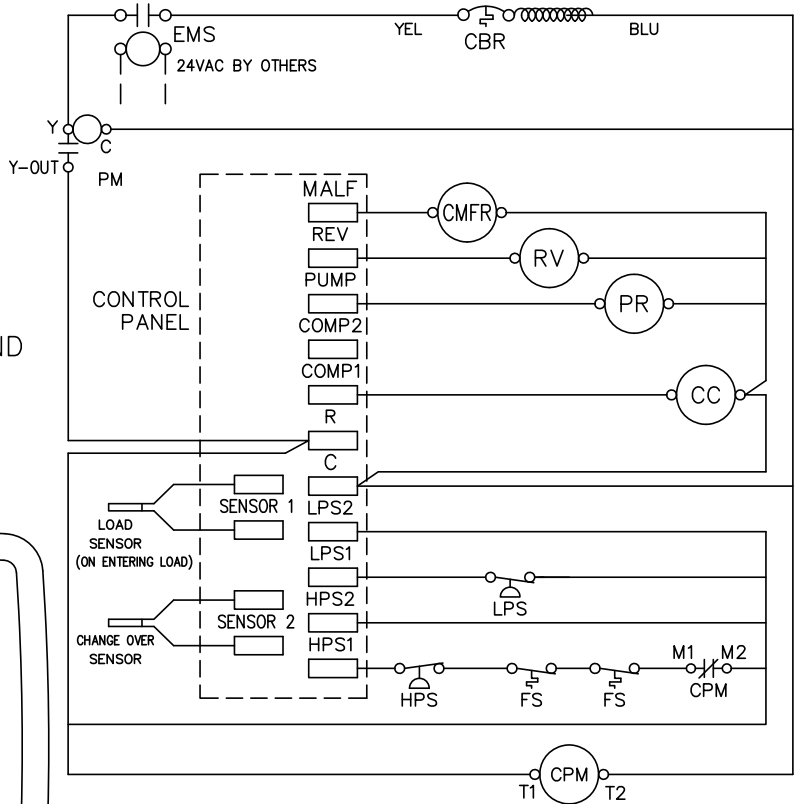 EMS
YEL
CBR
BLU
24VAC BY OTHERS
Y
C
Y-OUT
PM
MALF
CMFR
REV
RV
PUMP
PR
CONTROL
PANEL
COMP2
COMP1
CC
R
C
SENSOR 1
LPS2
LOAD
SENSOR
(ON ENTERING LOAD)
LPS1
LPS
HPS2
SENSOR 2
CHANGE OVER
SENSOR
HPS1
M1
M2
HPS
FS
FS
CPM
CPM
T1
T2